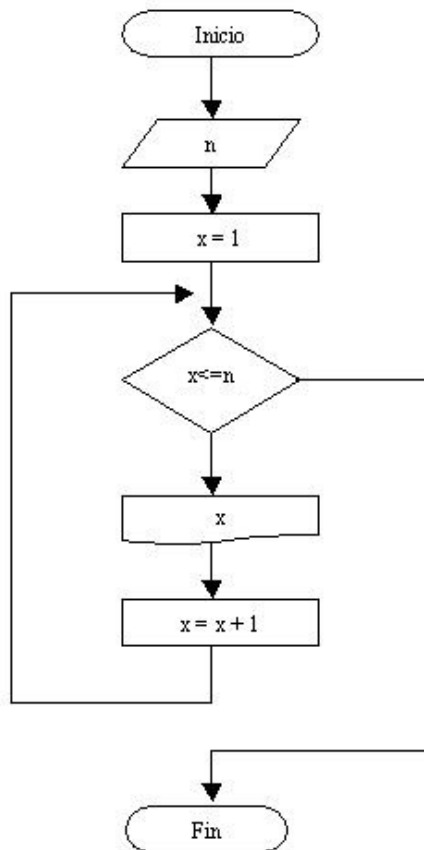 Inicio
n
x = 1
x<=n
x
x = x + 1
Fin